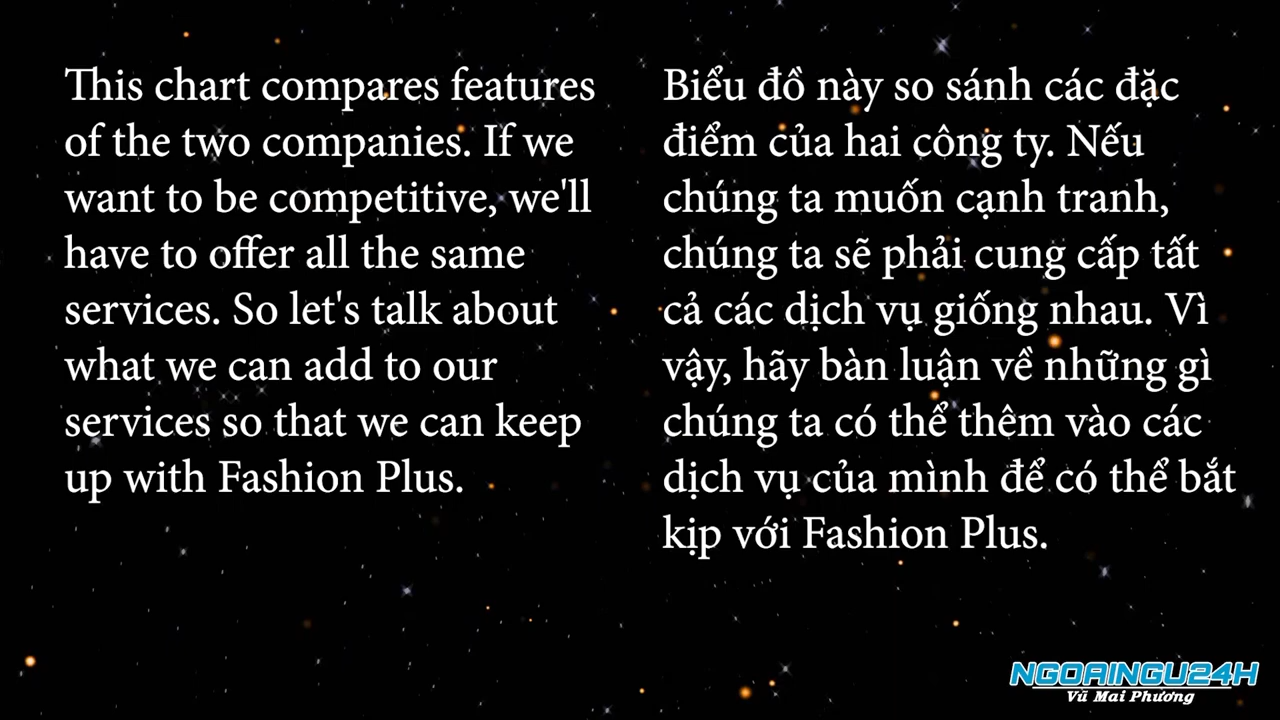 This chart compares features
of the two companies. If we
want to be competitive, we'll
have to offer all the same
services. So let's talk about
what we can add to our
services so that we can keep
up with Fashion Plus.
Biểu đồ này so sánh các đặc
điểm của hai công ty. Nếu
chúng ta muốn cạnh tranh,
chúng ta sẽ phải cung cấp tất
cả các dịch vụ giống nhau. Vì
vậy, hãy bàn luận về những gì
chúng ta có thể thêm vào các
dịch vụ của mình để có thể bắt
kịp với Fashion Plus.
NGOAINGU24H
Vũ Mai Phương